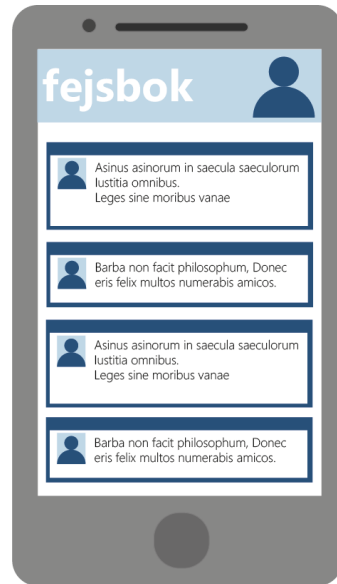 fejsbok
Asinus asinorum in saecula saeculorum
Iustitia omnibus.
Leges sine moribus vanae
Barba non facit philosophum, Donec
eris felix multos numerabis amicos.
Asinus asinorum in saecula saeculorum
Iustitia omnibus.
Leges sine moribus vanae
Barba non facit philosophum, Donec
eris felix multos numerabis amicos.